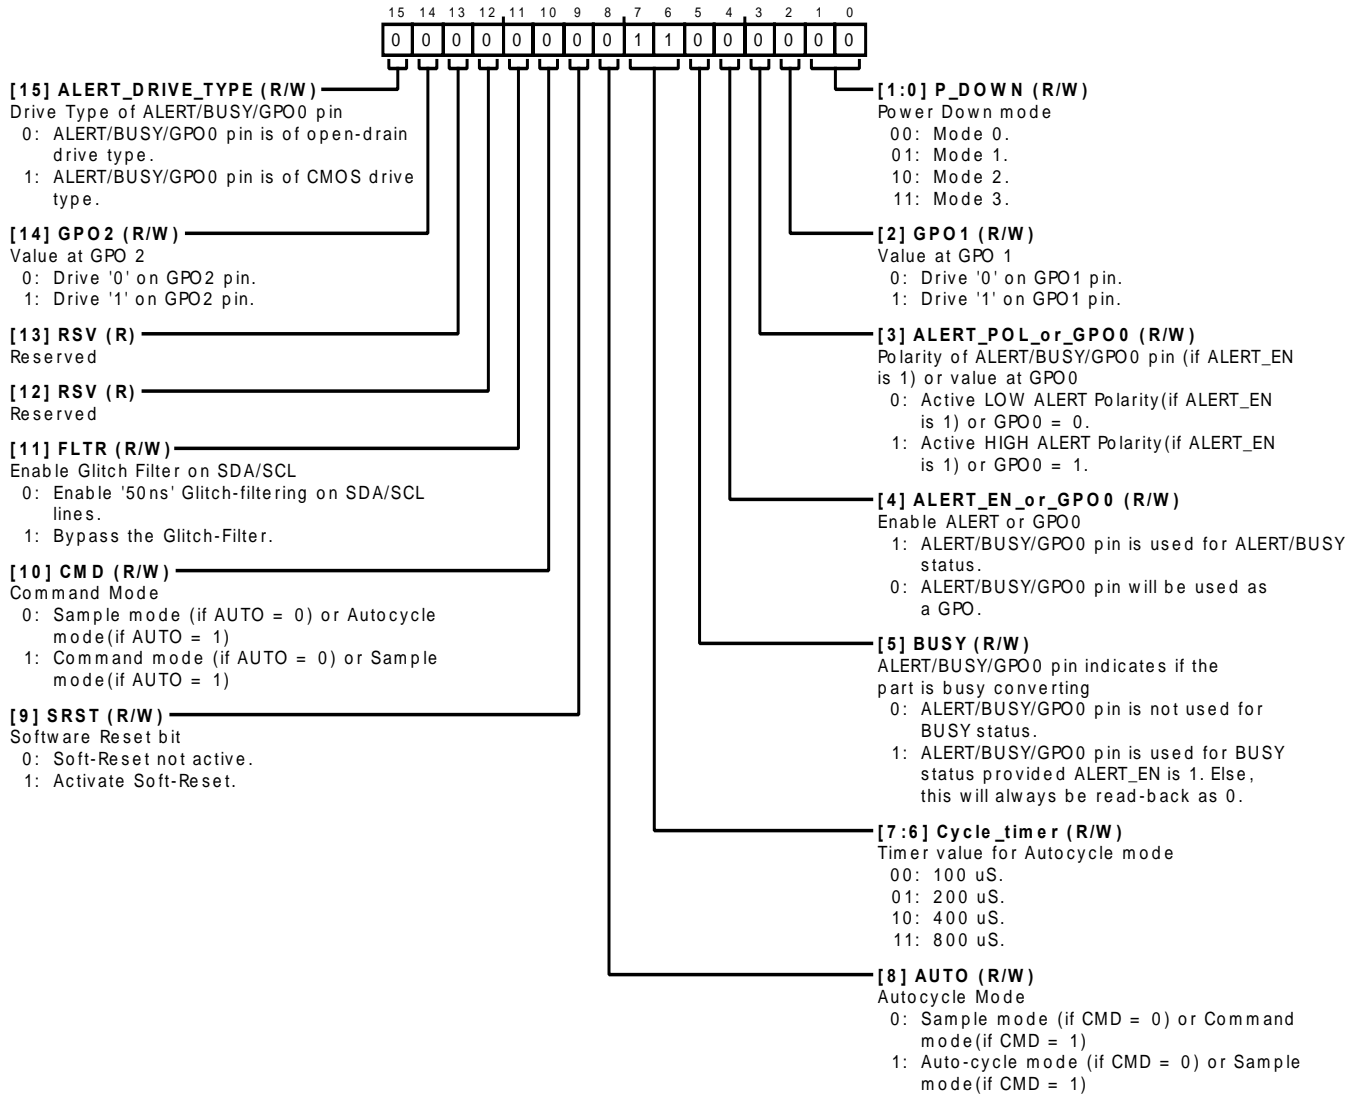 15 14 13 12 11 10 9 8 7 6 5 4 3 2 1 0
0 0 0 0 0 0 0 0 1 1 0 0 0 0 0 0
[15] ALERT_DRIVE_TYPE (R/W)
Drive Type of ALERT/BUSY/GPO0 pin
0: ALERT/BUSY/GPO0 pin is of open-drain
drive type.
1: ALERT/BUSY/GPO0 pin is of CMOS drive
type.
[14] GPO2 (R/W)
Value at GPO 2
0: Drive '0' on GPO2 pin.
1: Drive '1' on GPO2 pin.
[13] RSV (R)
Reserved
[12] RSV (R)
Reserved
[11] FLTR (R/W)
Enable Glitch Filter on SDA/SCL
0: Enable '50ns' Glitch-filtering on SDA/SCL
lines.
1: Bypass the Glitch-Filter.
[10] CMD (R/W)
Command Mode
0: Sample mode (if AUTO = 0) or Autocycle
mode(if AUTO = 1)
1: Command mode (if AUTO = 0) or Sample
mode(if AUTO = 1)
[9] SRST (R/W)
Software Reset bit
0: Soft-Reset not active.
1: Activate Soft-Reset.
[1:0] P_DOWN (R/W)
Power Down mode
00: Mode 0.
01: Mode 1.
10: Mode 2.
11: Mode 3.
[2] GPO1 (R/W)
Value at GPO 1
0: Drive '0' on GPO1 pin.
1: Drive '1' on GPO1 pin.
[3] ALERT_POL_or_GPO0 (R/W)
Polarity of ALERT/BUSY/GPO0 pin (if ALERT_EN
is 1) or value at GPO0
0: Active LOW ALERT Polarity(if ALERT_EN
is 1) or GPO0 = 0.
1: Active HIGH ALERT Polarity(if ALERT_EN
is 1) or GPO0 = 1.
[4] ALERT_EN_or_GPO0 (R/W)
Enable ALERT or GPO0
1: ALERT/BUSY/GPO0 pin is used for ALERT/BUSY
status.
0: ALERT/BUSY/GPO0 pin will be used as
a GPO.
[5] BUSY (R/W)
ALERT/BUSY/GPO0 pin indicates if the
part is busy converting
0: ALERT/BUSY/GPO0 pin is not used for
BUSY status.
1: ALERT/BUSY/GPO0 pin is used for BUSY
status provided ALERT_EN is 1. Else,
this will always be read-back as 0.
[7:6] Cycle_timer (R/W)
Timer value for Autocycle mode
00: 100 uS.
01: 200 uS.
10: 400 uS.
11: 800 uS.
[8] AUTO (R/W)
Autocycle Mode
0: Sample mode (if CMD = 0) or Command
mode(if CMD = 1)
1: Auto-cycle mode (if CMD = 0) or Sample
mode(if CMD = 1)